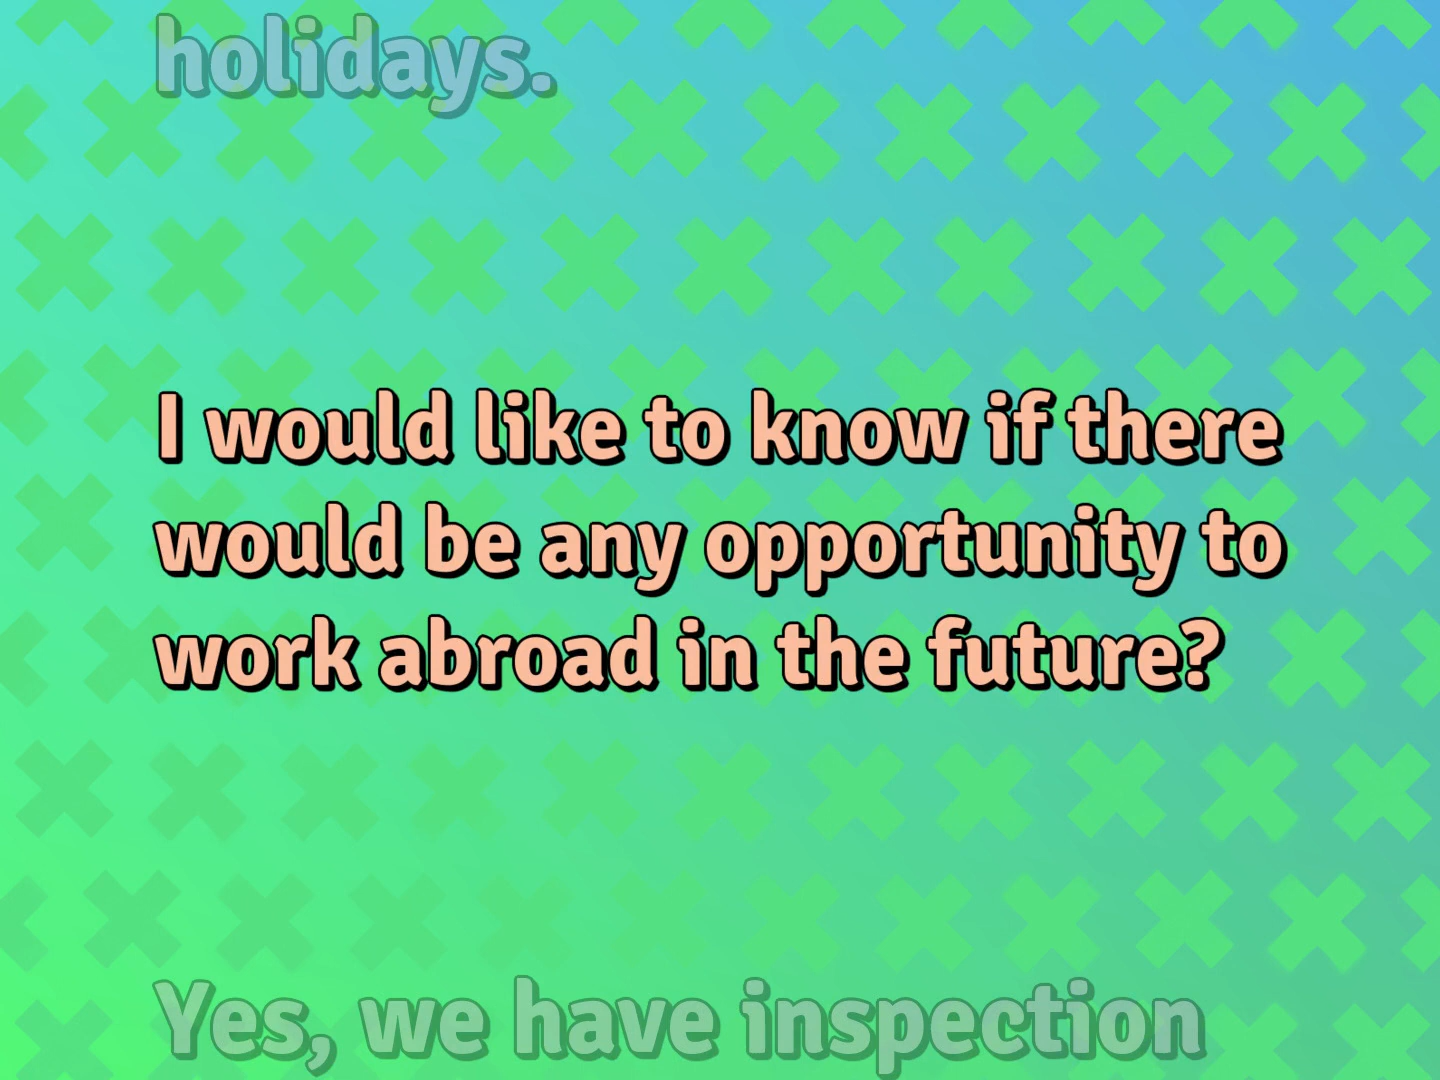 holidays.
I would like to know if there
would be any opportunity to
work abroad in the future?
Yes, we have inspection